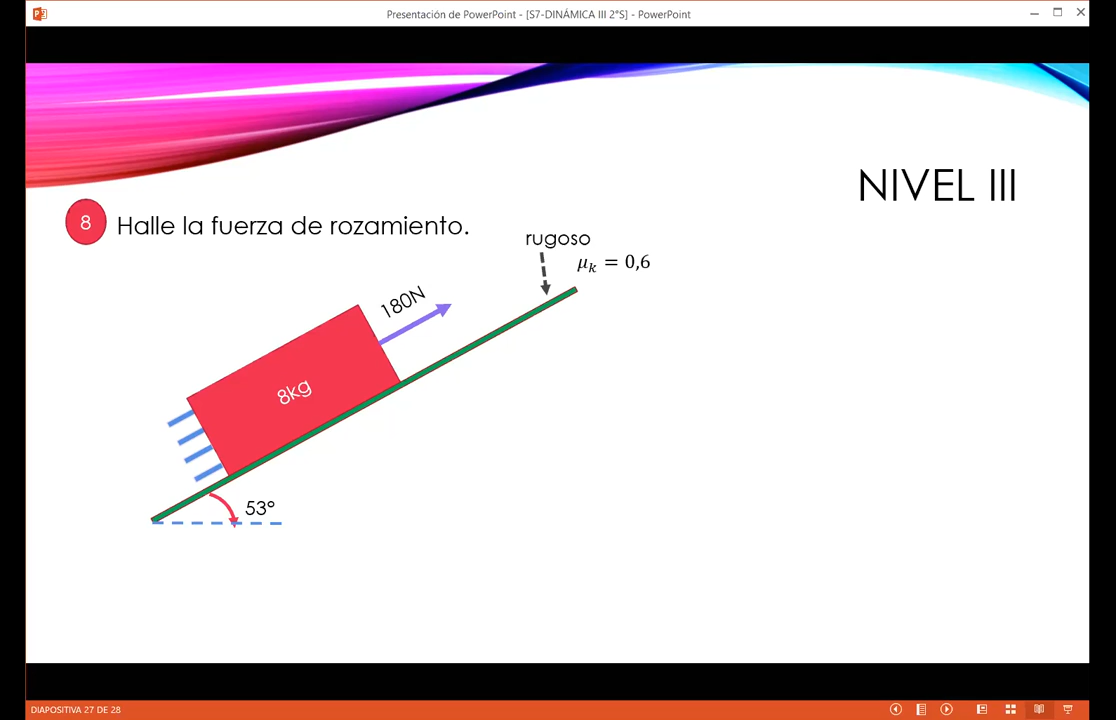 Presentación de PowerPoint - [S7-DINÁMICA III 2°S] - PowerPoint
NIVEL III
8 Halle la fuerza de rozamiento.
rugoso
μk = 0,6
180N
8kg
53°
DIAPOSITIVA 27 DE 28